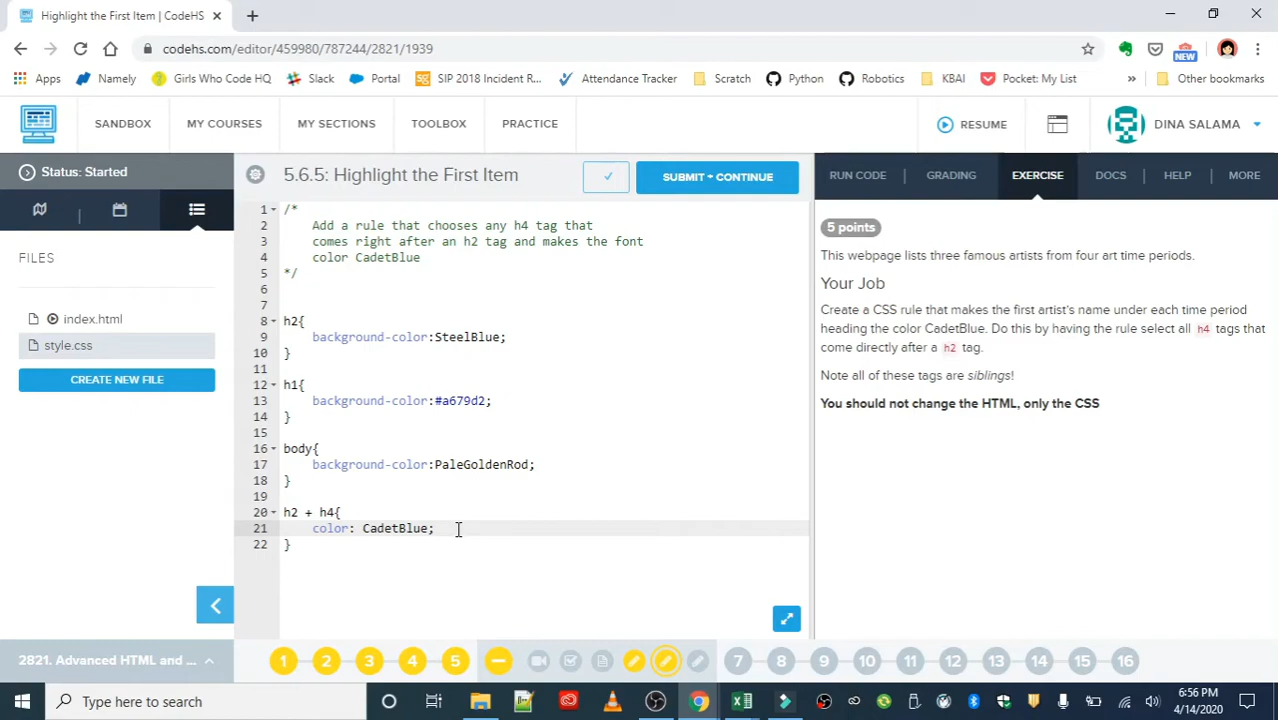 Highlight the First Item | CodeHS
codehs.com/editor/459980/787244/2821/1939
NEW
Apps
Namely
Girls Who Code HQ
Slack
Portal
SIP 2018 Incident R...
Attendance Tracker
Scratch
Python
Robotics
KBAI
Pocket: My List
»
Other bookmarks
SANDBOX
MY COURSES
MY SECTIONS
TOOLBOX
PRACTICE
RESUME
DINA SALAMA
Status: Started
5.6.5: Highlight the First Item
SUBMIT + CONTINUE
RUN CODE
GRADING
EXERCISE
DOCS
HELP
MORE
FILES
index.html
style.css
CREATE NEW FILE
1 /*
2 Add a rule that chooses any h4 tag that
3 comes right after an h2 tag and makes the font
4 color CadetBlue
5 */
6
7
8 h2{
9 background-color:SteelBlue;
10 }
11
12 h1{
13 background-color:#a679d2;
14 }
15
16 body{
17 background-color:PaleGoldenRod;
18 }
19
20 h2 + h4{
21 color: CadetBlue;
22 }
5 points
This webpage lists three famous artists from four art time periods.
Your Job
Create a CSS rule that makes the first artist's name under each time period
heading the color CadetBlue. Do this by having the rule select all h4 tags that
come directly after a h2 tag.
Note all of these tags are siblings!
You should not change the HTML, only the CSS
2821. Advanced HTML and ...
1 2 3 4 5 7 8 9 10 11 12 13 14 15 16
Type here to search
6:56 PM
4/14/2020